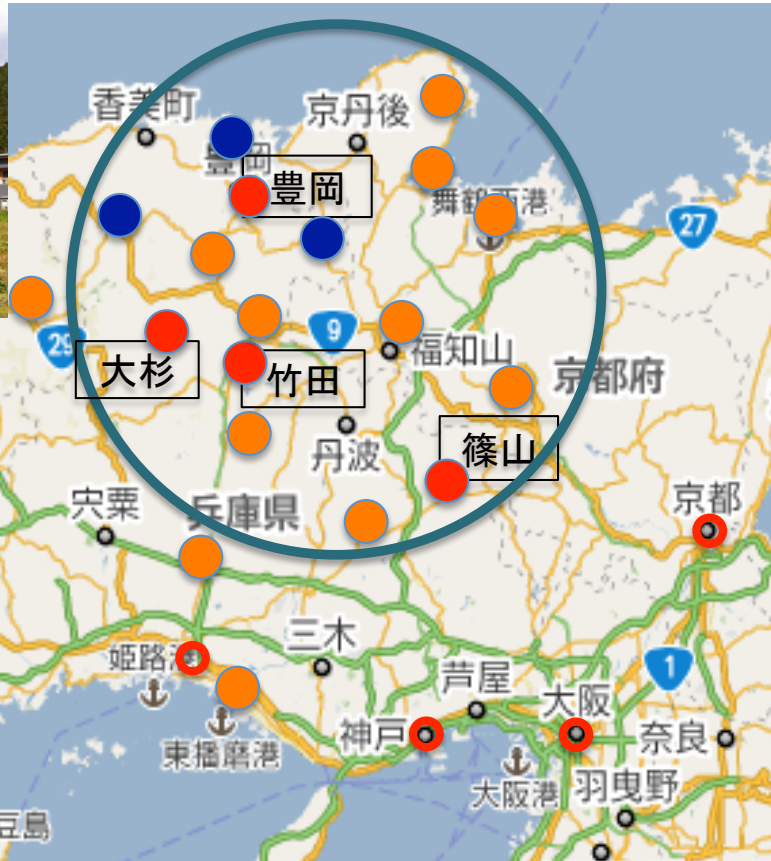 香美町
京丹後
豊岡
豊岡
舞鶴西港
27
29
9
福知山
大杉
竹田
京都府
丹波
篠山
宍粟
兵庫県
京都
三木
姫路港
芦屋
1
大阪
神戸
奈良
東播磨港
大阪港
羽曳野
豆島